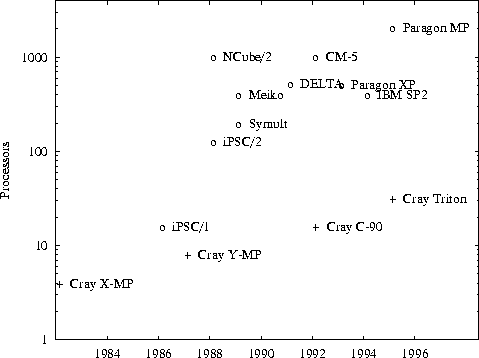 Paragon MP
1000
NCube/2
CM-5
DELTA
Paragon XP
Meiko
IBM SP2
Symult
iPSC/2
100
Processors
Cray Triton
iPSC/1
Cray C-90
10
Cray Y-MP
Cray X-MP
1
1984
1986
1988
1990
1992
1994
1996